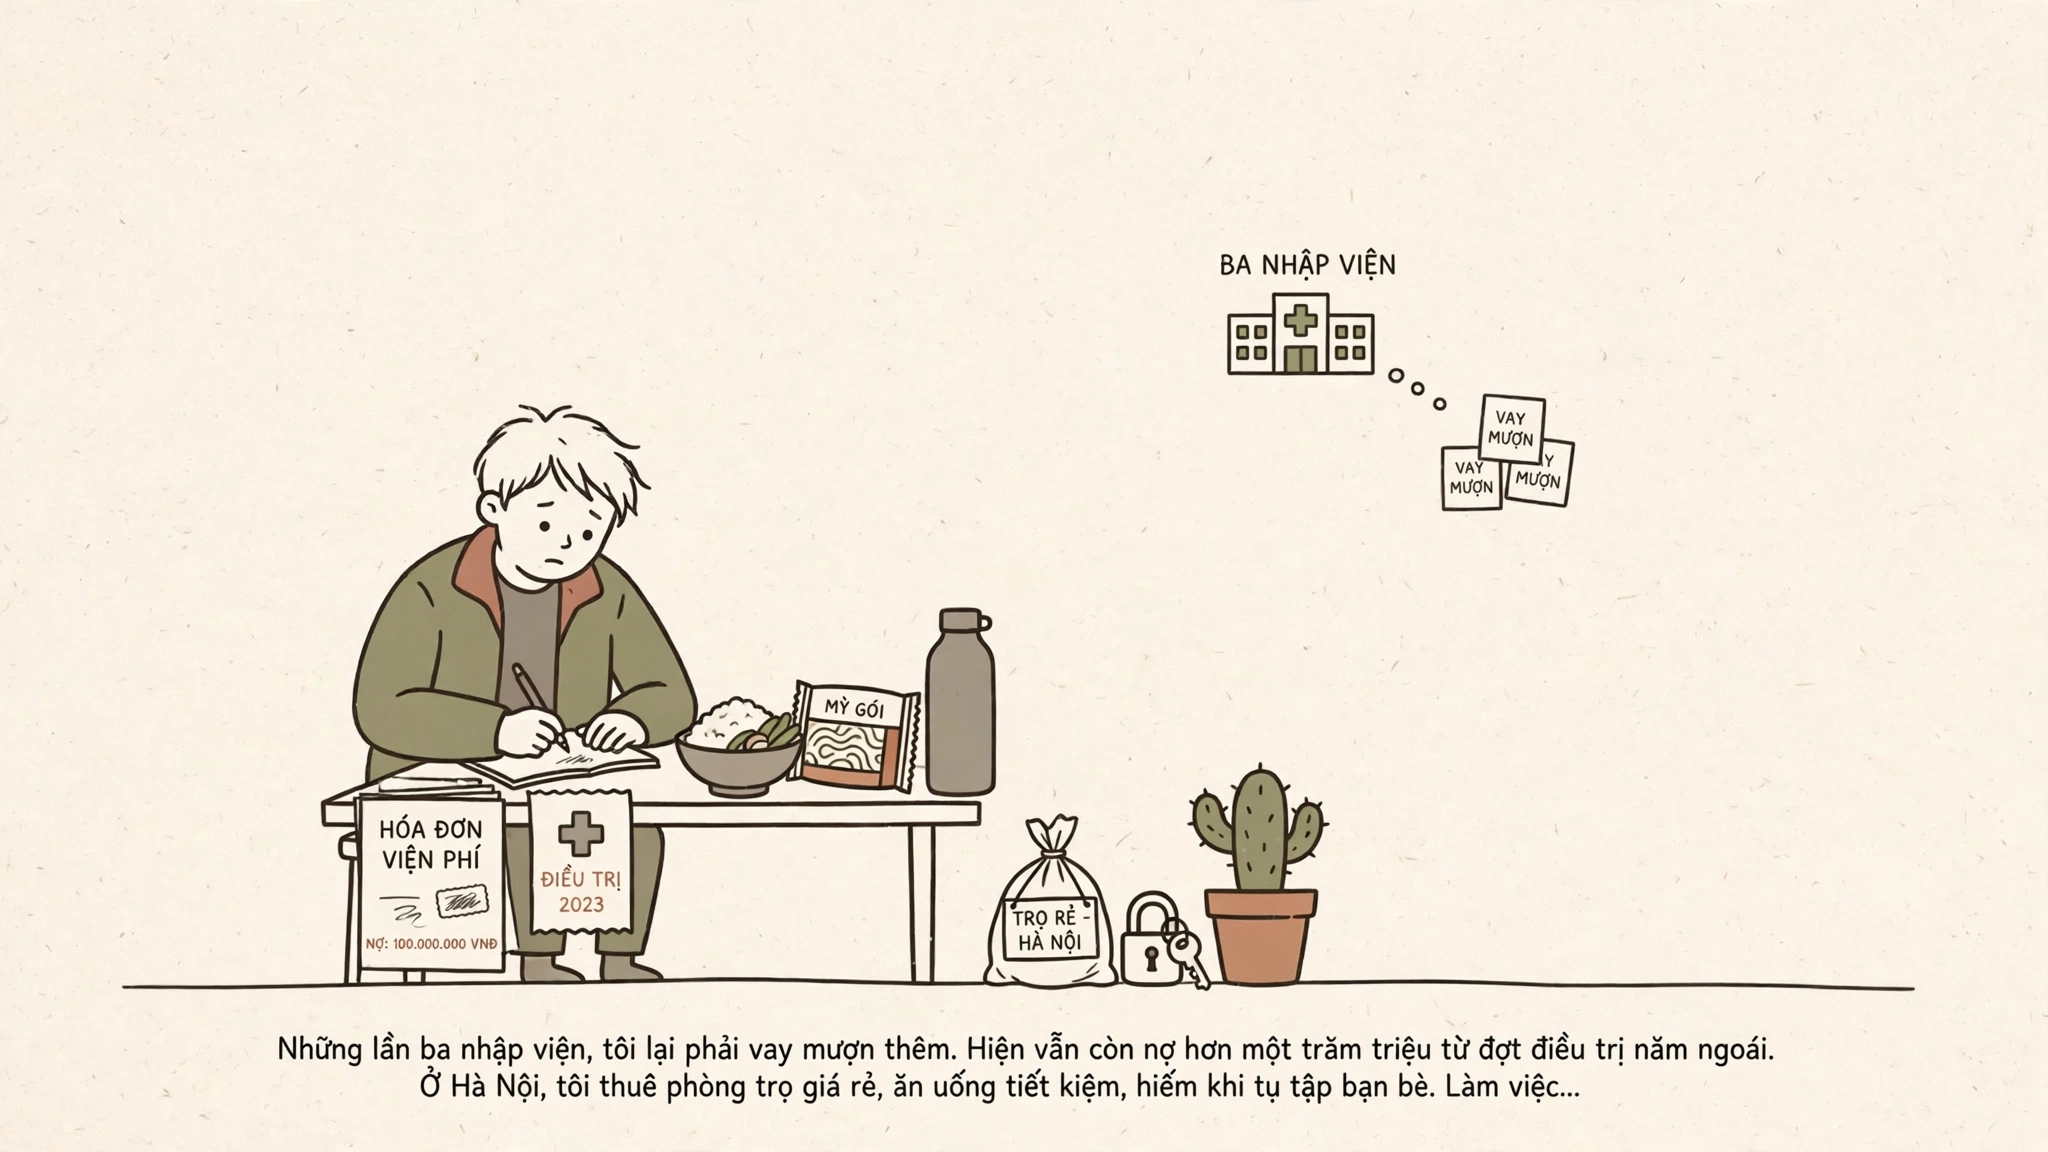 BA NHẬP VIỆN
VAY
MƯỢN
VAY
MƯỢN
Y
MƯỢN
MỲ GÓI
HÓA ĐƠN
VIỆN PHÍ
NỢ: 100.000.000 VNĐ
ĐIỀU TRỊ
2023
TRỌ RẺ -
HÀ NỘI
Những lần ba nhập viện, tôi lại phải vay mượn thêm. Hiện vẫn còn nợ hơn một trăm triệu từ đợt điều trị năm ngoái.
Ở Hà Nội, tôi thuê phòng trọ giá rẻ, ăn uống tiết kiệm, hiếm khi tụ tập bạn bè. Làm việc...